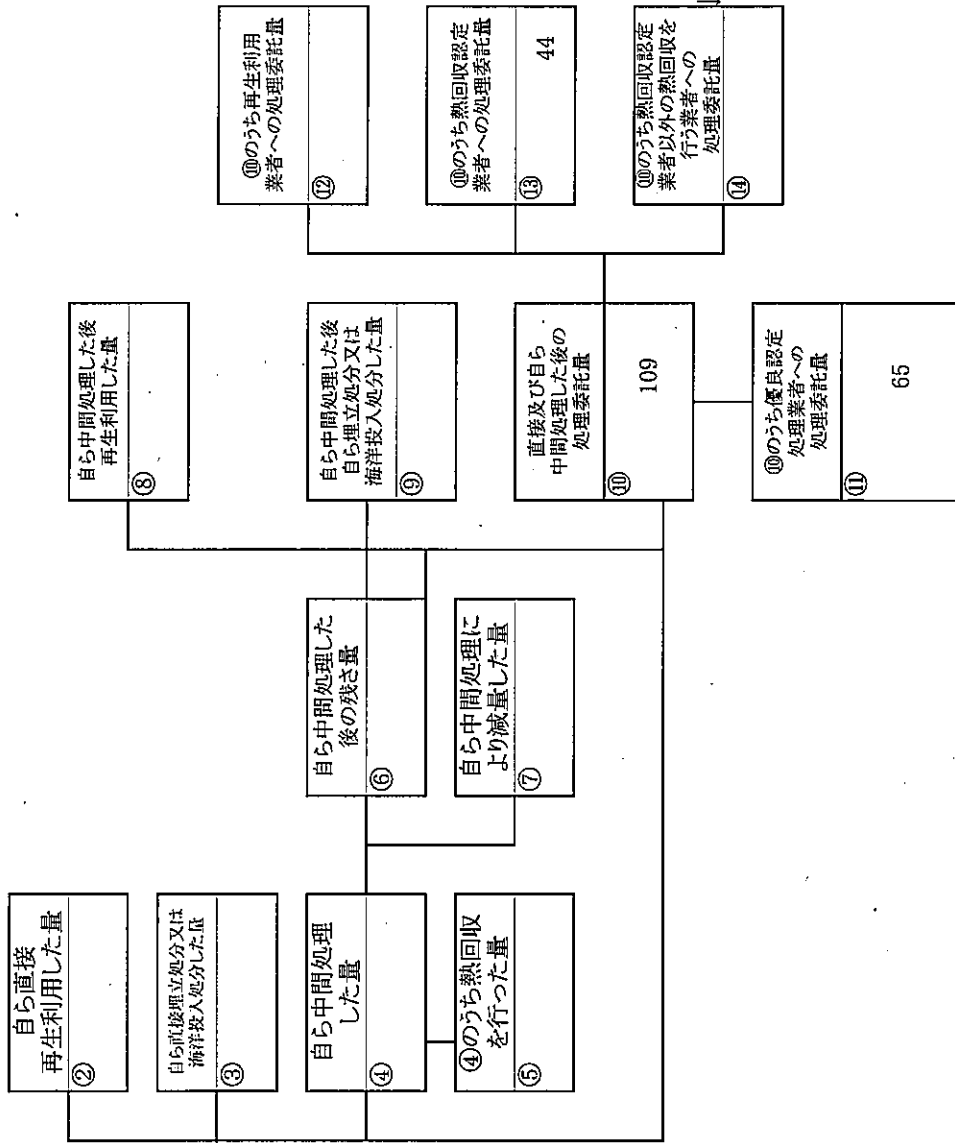 自ら直接
再生利用した量
②
自ら直接埋立処分又は
海洋投入処分した量
③
自ら中間処理
した量
④
④のうち熱回収
を行った量
⑤
自ら中間処理した
後の残さ量
⑥
自ら中間処理に
より減量した量
⑦
自ら中間処理した後
再生利用した量
⑧
自ら中間処理した後
自ら埋立処分又は
海洋投入処分した量
⑨
直接及び自ら
中間処理した後の
処理委託量
⑩
109
⑩のうち優良認定
処理業者への
処理委託量
⑪
65
⑩のうち再生利用
業者への処理委託量
⑫
⑩のうち熱回収認定
業者への処理委託量
⑬
44
⑩のうち熱回収認定
業者以外の熱回収を
行う業者への
処理委託量
⑭